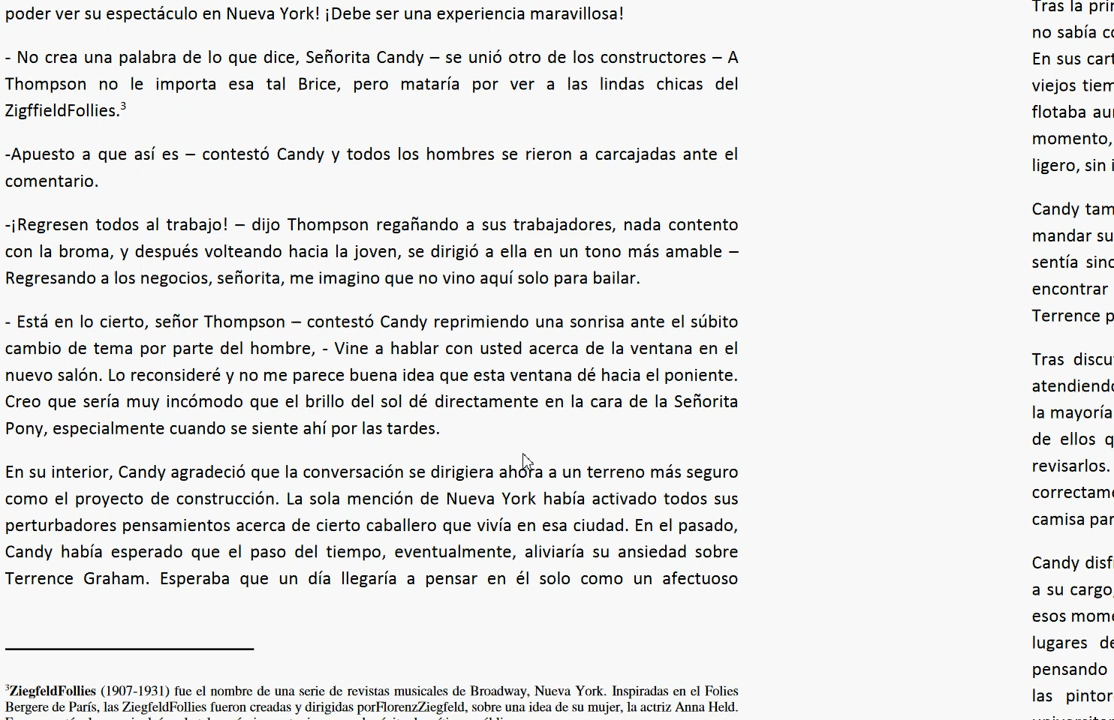 poder ver su espectáculo en Nueva York! ¡Debe ser una experiencia maravillosa!
- No crea una palabra de lo que dice, Señorita Candy – se unió otro de los constructores – A
Thompson no le importa esa tal Brice, pero mataría por ver a las lindas chicas del
ZigffieldFollies.3
-Apuesto a que así es – contestó Candy y todos los hombres se rieron a carcajadas ante el
comentario.
-¡Regresen todos al trabajo! – dijo Thompson regañando a sus trabajadores, nada contento
con la broma, y después volteando hacia la joven, se dirigió a ella en un tono más amable –
Regresando a los negocios, señorita, me imagino que no vino aquí solo para bailar.
- Está en lo cierto, señor Thompson – contestó Candy reprimiendo una sonrisa ante el súbito
cambio de tema por parte del hombre, - Vine a hablar con usted acerca de la ventana en el
nuevo salón. Lo reconsideré y no me parece buena idea que esta ventana dé hacia el poniente.
Creo que sería muy incómodo que el brillo del sol dé directamente en la cara de la Señorita
Pony, especialmente cuando se siente ahí por las tardes.
En su interior, Candy agradeció que la conversación se dirigiera ahora a un terreno más seguro
como el proyecto de construcción. La sola mención de Nueva York había activado todos sus
perturbadores pensamientos acerca de cierto caballero que vivía en esa ciudad. En el pasado,
Candy había esperado que el paso del tiempo, eventualmente, aliviaría su ansiedad sobre
Terrence Graham. Esperaba que un día llegaría a pensar en él solo como un afectuoso
3ZiegfeldFollies (1907-1931) fue el nombre de una serie de revistas musicales de Broadway, Nueva York. Inspiradas en el Folies
Bergere de París, las ZiegfeldFollies fueron creadas y dirigidas porFlorenzZiegfeld, sobre una idea de su mujer, la actriz Anna Held.
Tras la
no sabía
En sus
viejos
flotaba
momento,
ligero, sin
Candy
mandar
sentía
encontrar
Terrence
Tras
la mayoría
de ellos
revisarlos.
camisa
Candy
a su cargo,
esos
lugares
pensando
las